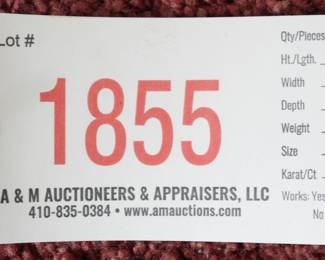 Lot #
1855
A & M AUCTIONEERS & APPRAISERS, LLC
410-835-0384 • www.amauctions.com
Qty/Pieces
Ht./Lgth.
Width
Depth
Weight
Size
Karat/Ct
Works: Yes
No